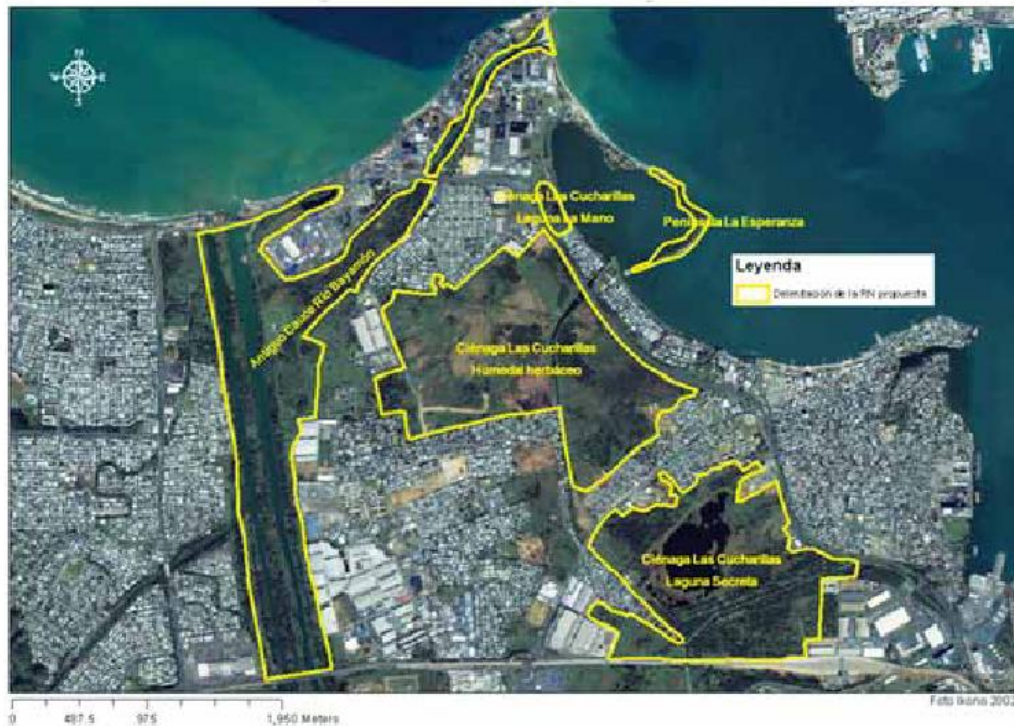 N
W E
S
Ciénaga Las Cucharillas
Laguna La Mano
Península La Esperanza
Leyenda
Delimitación de la RN propuesta
Antiguo Cauce Río Bayamón
Ciénaga Las Cucharillas
Humedal herbáceo
Ciénaga Las Cucharillas
Laguna Secreta
Foto Ikonos 2002
0 487.5 975 1,950 Meters